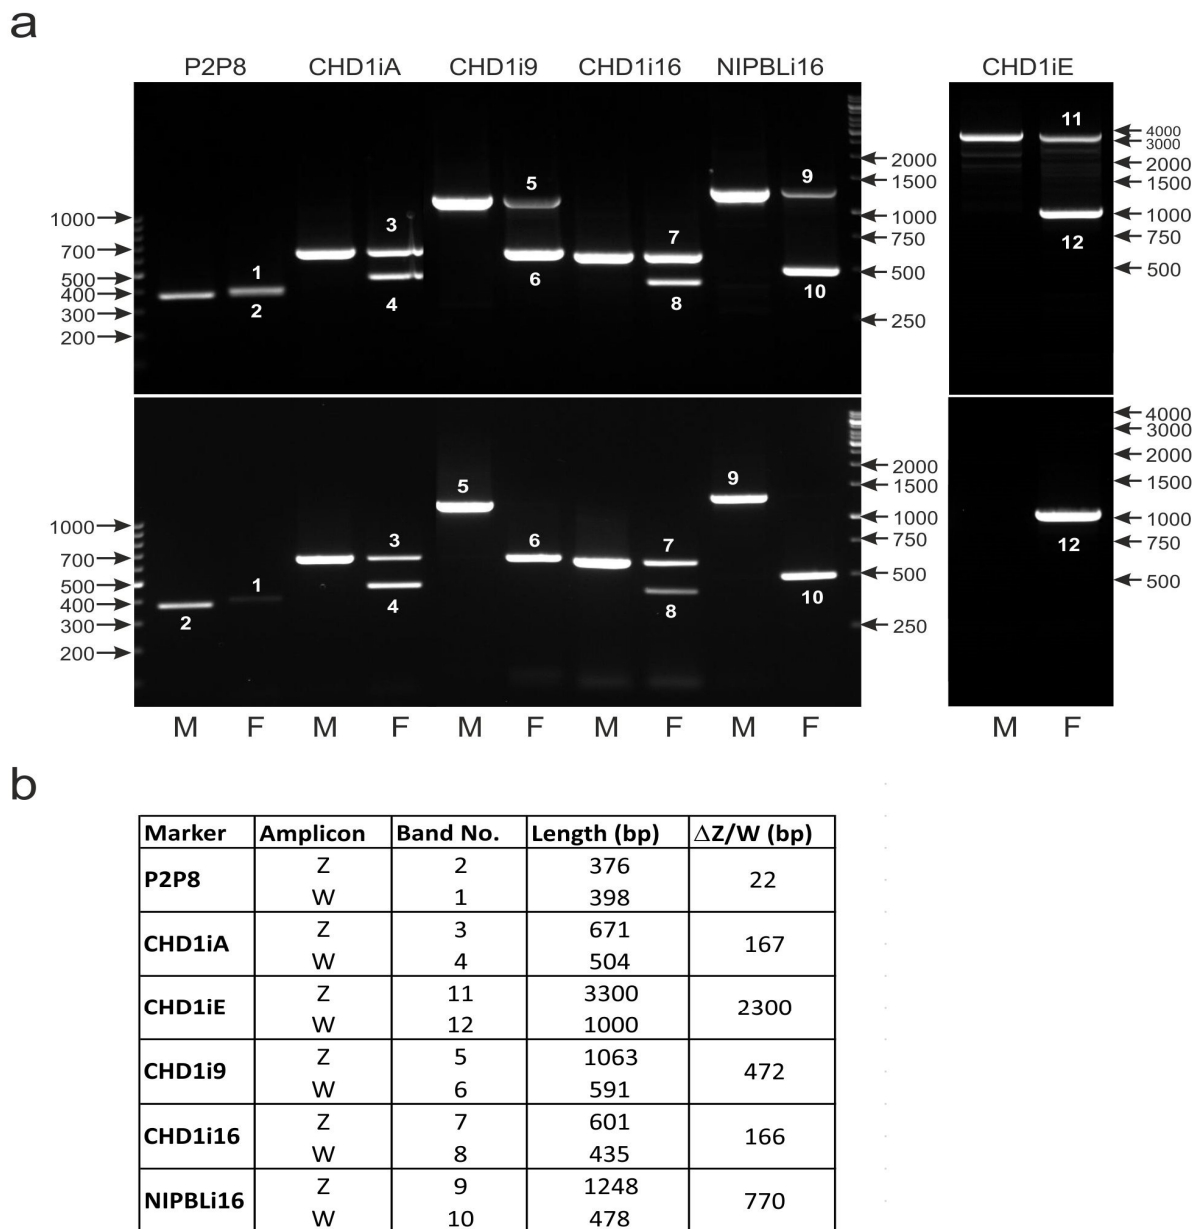 a
P2P8 CHD1iA CHD1i9 CHD1i16 NIPBLi16 CHD1iE
11
4000
3000
2000
2000
1500
1500
1000
1000
1000
750
750
700
500
500
500
400
300
250
200
1 2 3 4 5 6 7 8 9 10 12
4000
3000
2000
2000
1500
1500
1000
1000
1000
750
750
700
500
500
500
400
300
250
200
2 1 3 4 5 6 7 8 9 10 12
M F M F M F M F M F M F
b
Marker Amplicon Band No. Length (bp) ΔZ/W (bp)
P2P8 Z 2 376 22
W 1 398
CHD1iA Z 3 671 167
W 4 504
CHD1iE Z 11 3300 2300
W 12 1000
CHD1i9 Z 5 1063 472
W 6 591
CHD1i16 Z 7 601 166
W 8 435
NIPBLi16 Z 9 1248 770
W 10 478